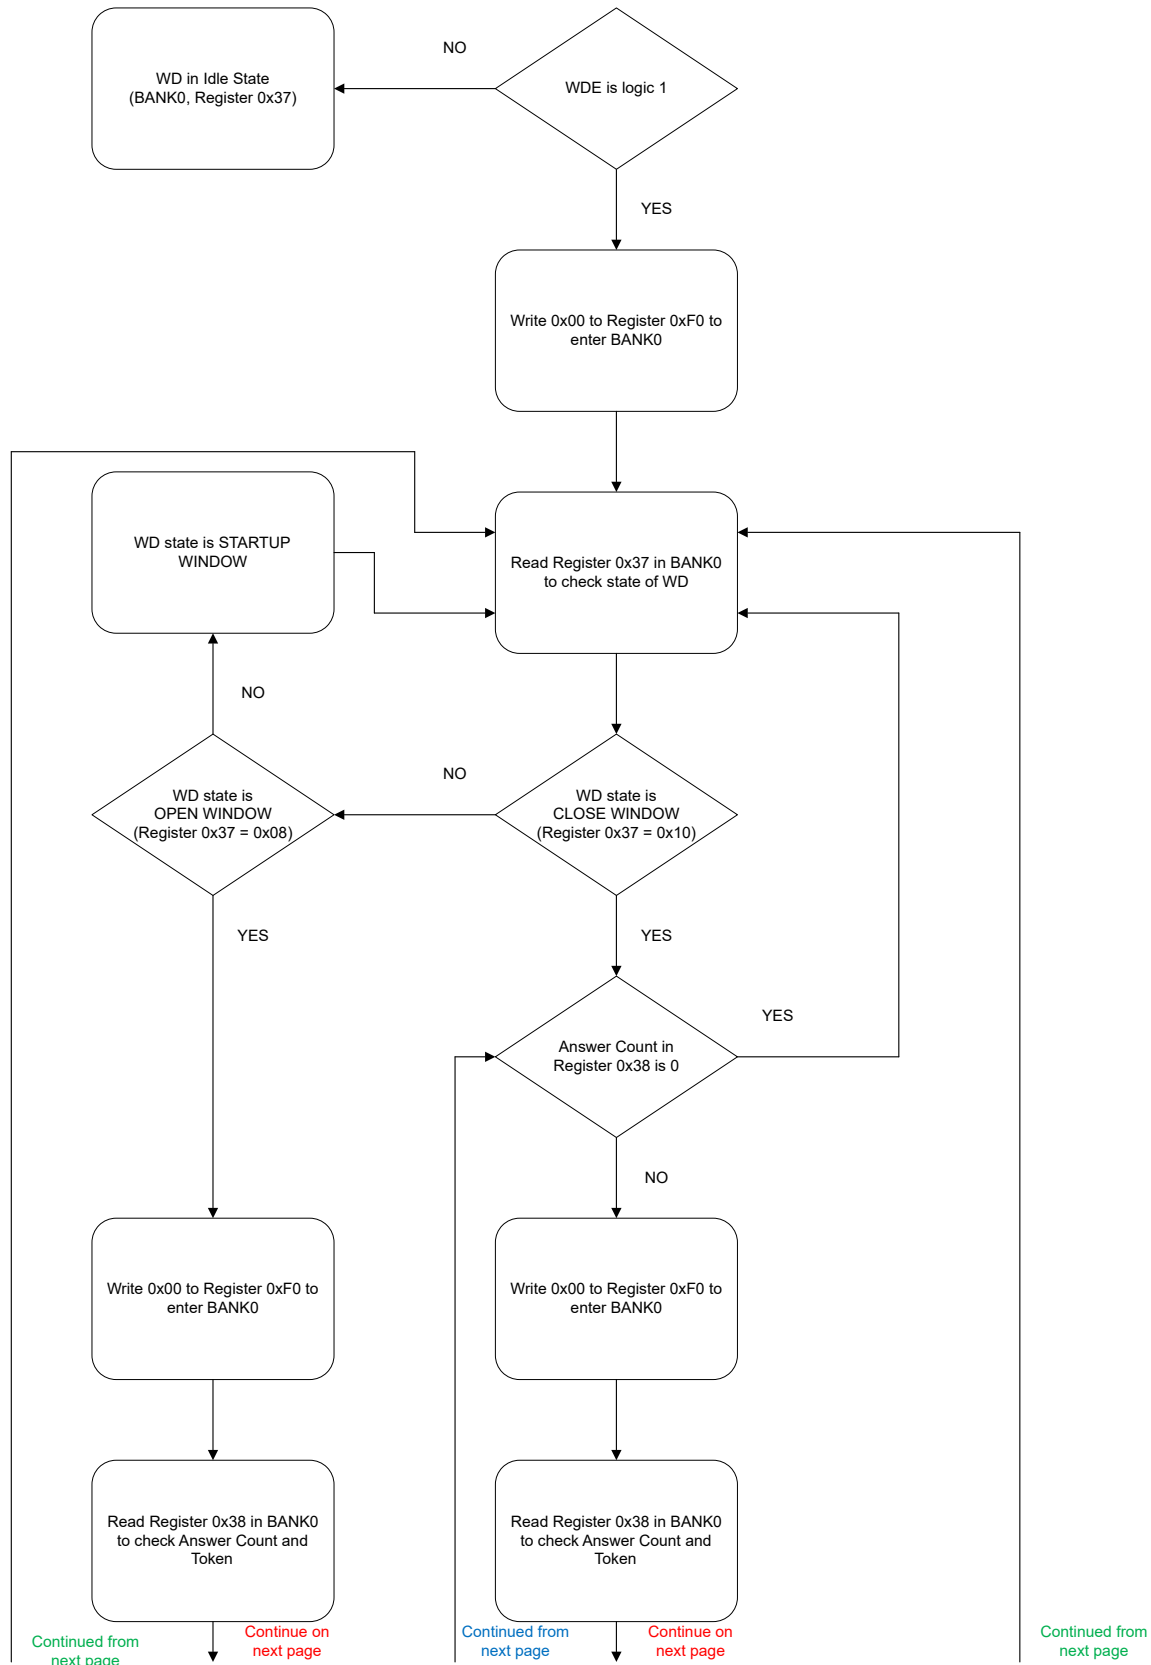 NO
WD in Idle State
(BANK0, Register 0x37)
WDE is logic 1
YES
Write 0x00 to Register 0xF0 to
enter BANK0
WD state is STARTUP
WINDOW
Read Register 0x37 in BANK0
to check state of WD
NO
NO
WD state is
OPEN WINDOW
(Register 0x37 = 0x08)
WD state is
CLOSE WINDOW
(Register 0x37 = 0x10)
YES
YES
YES
Answer Count in
Register 0x38 is 0
NO
Write 0x00 to Register 0xF0 to
enter BANK0
Write 0x00 to Register 0xF0 to
enter BANK0
Read Register 0x38 in BANK0
to check Answer Count and
Token
Read Register 0x38 in BANK0
to check Answer Count and
Token
Continued from
next page
Continue on
next page
Continued from
next page
Continue on
next page
Continued from
next page